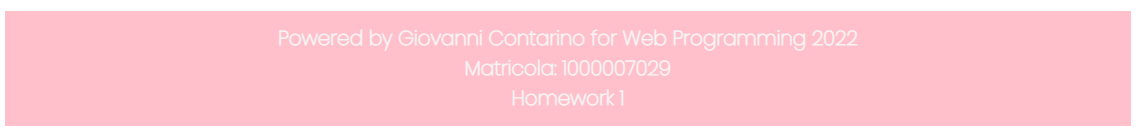 Powered by Giovanni Contarino for Web Programming 2022
Matricola: 1000007029
Homework 1